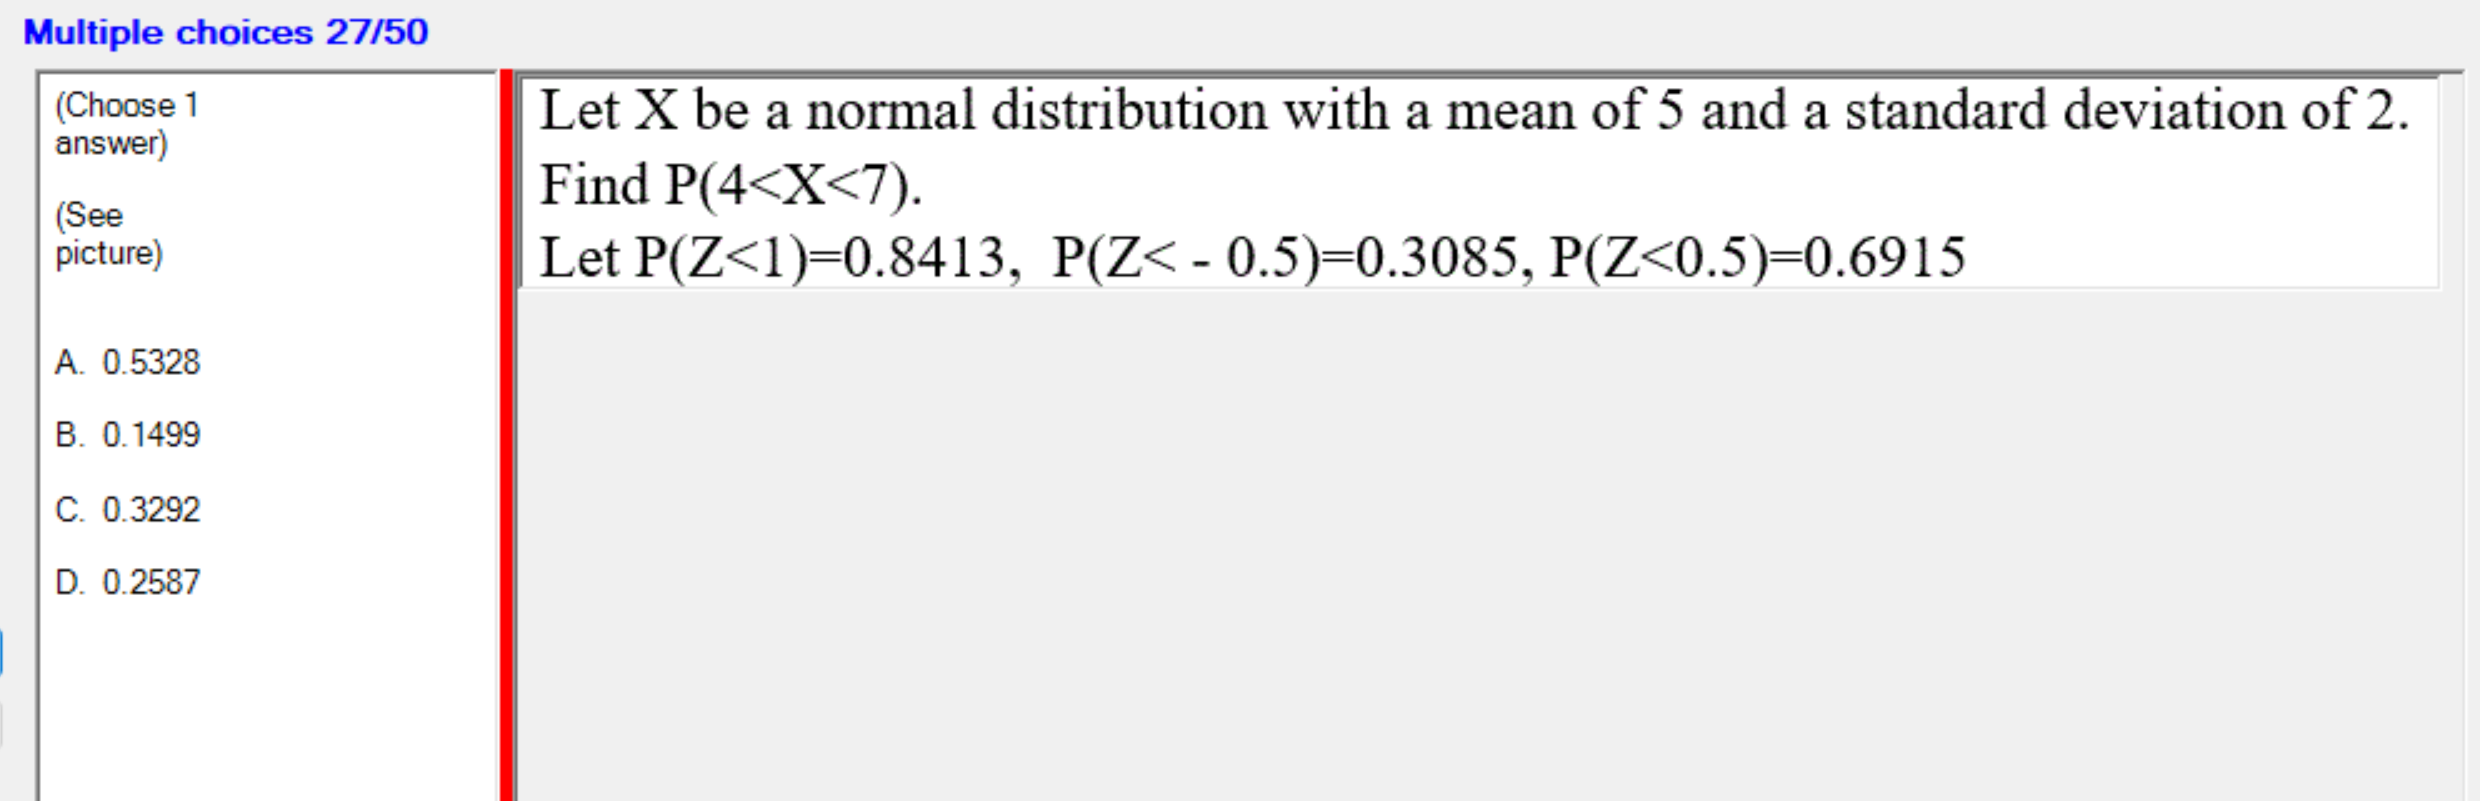 Multiple choices 27/50
(Choose 1
answer)
(See
picture)
A. 0.5328
B. 0.1499
C. 0.3292
D. 0.2587
Let X be a normal distribution with a mean of 5 and a standard deviation of 2.
Find P(4<X<7).
Let P(Z<1)=0.8413, P(Z< - 0.5)=0.3085, P(Z<0.5)=0.6915